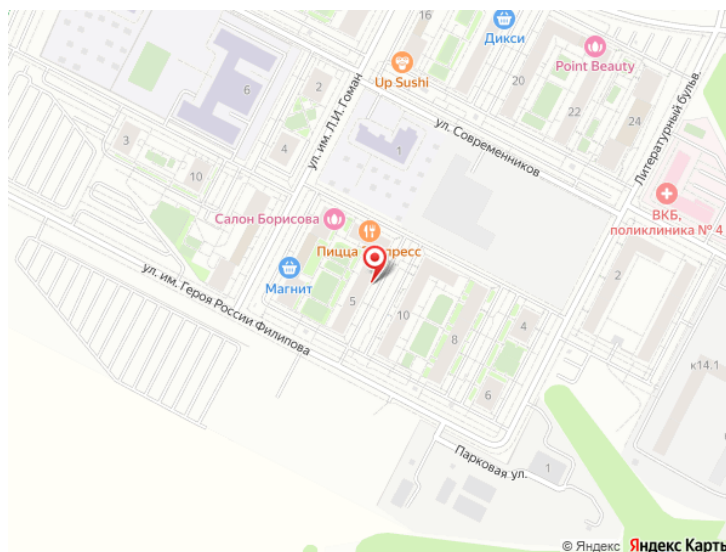 16
Дикси
Point Beauty
Up Sushi
20
22
24
2
6
ул. им. Л.И. Гоман
ул. Современников
Литературный бульв.
3
4
1
10
ВКБ,
поликлиника № 4
Салон Борисова
Пицца
ресс
Магнит
ул. им. Героя России Филипова
5
10
8
4
2
6
к14.1
Парковая ул.
1
© Яндекс Яндекс Карты